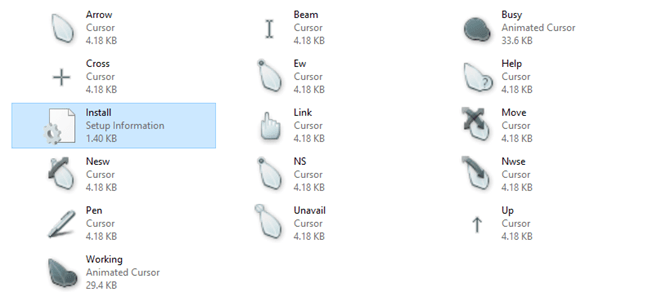 Arrow
Cursor
4.18 KB
Beam
Cursor
4.18 KB
Busy
Animated Cursor
33.6 KB
Cross
Cursor
4.18 KB
Ew
Cursor
4.18 KB
Help
Cursor
4.18 KB
Install
Setup Information
1.40 KB
Link
Cursor
4.18 KB
Move
Cursor
4.18 KB
Nesw
Cursor
4.18 KB
NS
Cursor
4.18 KB
Nwse
Cursor
4.18 KB
Pen
Cursor
4.18 KB
Unavail
Cursor
4.18 KB
Up
Cursor
4.18 KB
Working
Animated Cursor
29.4 KB